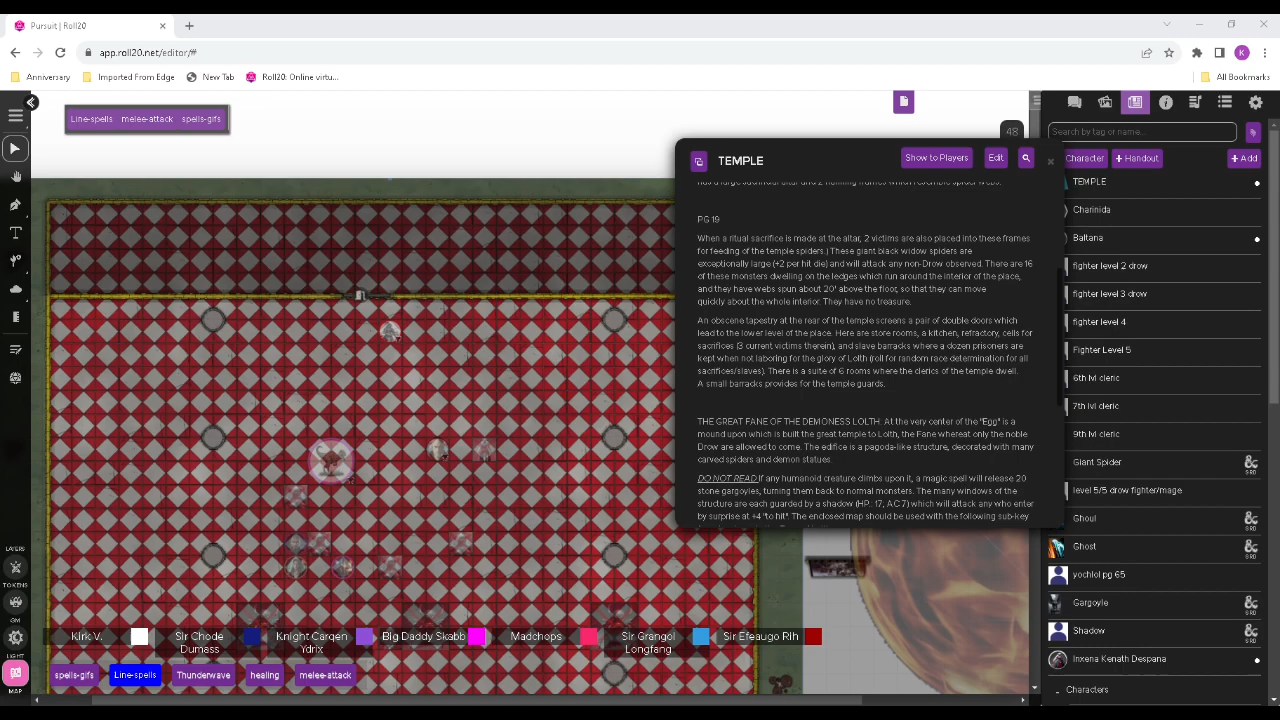 Pursuit | Roll20
app.roll20.net/editor/#
K
Anniversary
Imported From Edge
New Tab
Roll20: Online virtu...
All Bookmarks
Line-spells melee-attack spells-gifs
48
Search by tag or name...
TEMPLE
Show to Players
Edit
Character
+ Handout
+ Add
PG 19
When a ritual sacrifice is made at the altar, 2 victims are also placed into these frames
for feeding of the temple spiders.) These giant black widow spiders are
exceptionally large (+2 per hit die) and will attack any non-Drow observed. There are 16
of these monsters dwelling on the ledges which run around the interior of the place,
and they have webs spun about 20' above the floor, so that they can move
quickly about the whole interior. They have no treasure.
An obscene tapestry at the rear of the temple screens a pair of double doors which
lead to the lower level of the place. Here are store rooms, a kitchen, refractory, cells for
sacrifices (3 current victims therein), and slave barracks where a dozen prisoners are
kept when not laboring for the glory of Lolth (roll for random race determination for all
sacrifices/slaves). There is a suite of 6 rooms where the clerics of the temple dwell.
A small barracks provides for the temple guards.
THE GREAT FANE OF THE DEMONESS LOLTH: At the very center of the "Egg" is a
mound upon which is built the great temple to Lolth, the Fane whereat only the noble
Drow are allowed to come. The edifice is a pagoda-like structure, decorated with many
carved spiders and demon statues.
DO NOT READ If any humanoid creature climbs upon it, a magic spell will release 20
stone gargoyles, turning them back to normal monsters. The many windows of the
structure are each guarded by a shadow (HP.: 17; AC 7) which will attack any who enter
by surprise at +4 "to hit". The enclosed map should be used with the following sub-key
TEMPLE
Charinida
Baltana
fighter level 2 drow
fighter level 3 drow
fighter level 4
Fighter Level 5
6th lvl cleric
7th lvl cleric
9th lvl cleric
Giant Spider
& SRD
level 5/5 drow fighter/mage
Ghoul
& SRD
Ghost
& SRD
yochlol pg 65
Gargoyle
& SRD
Shadow
& SRD
Inxena Kenath Despana
Characters
LAYERS
TOKENS
GM
LIGHT
MAP
Kirk V.
Sir Chode
Dumass
Knight Carqen
Ydrix
Big Daddy Skabb
Madchops
Sir Grangol
Longfang
Sir Efeaugo Rih
spells-gifs
Line-spells
Thunderwave
healing
melee-attack